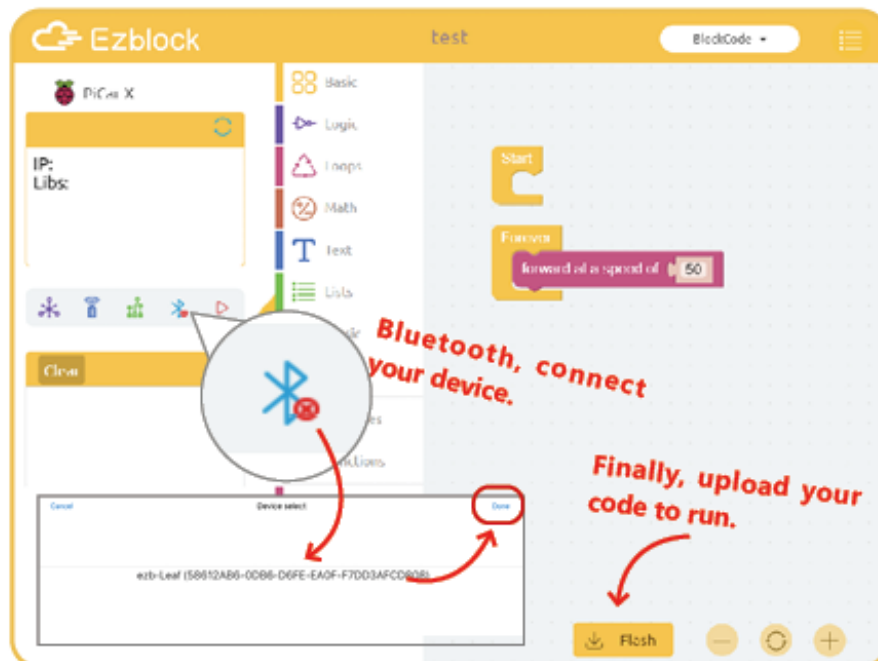 Ezblock
test
BlockCode
PiCar X
IP:
Libs:
Basic
Logic
Loops
Math
Text
Lists
Start
Forever
forward at a speed of 50
Bluetooth, connect
your device.
Clear
Finally, upload your
code to run.
Cancel
Device select
Done
ezb-Leaf (58612AB6-0DB6-D6FE-EA0F-F7DD3AFCD808)
Flash